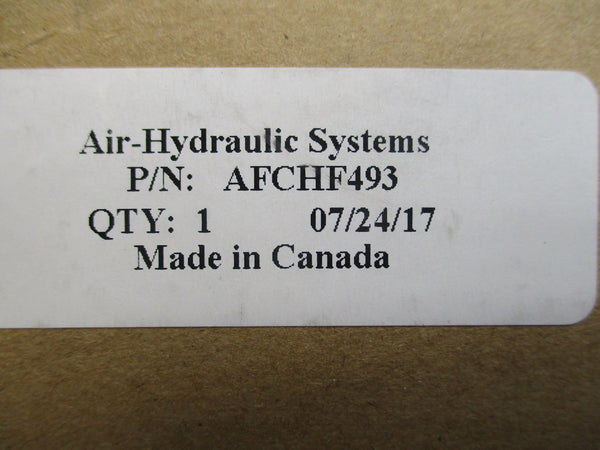 Air-Hydraulic Systems
P/N: AFCHF493
QTY: 1 07/24/17
Made in Canada